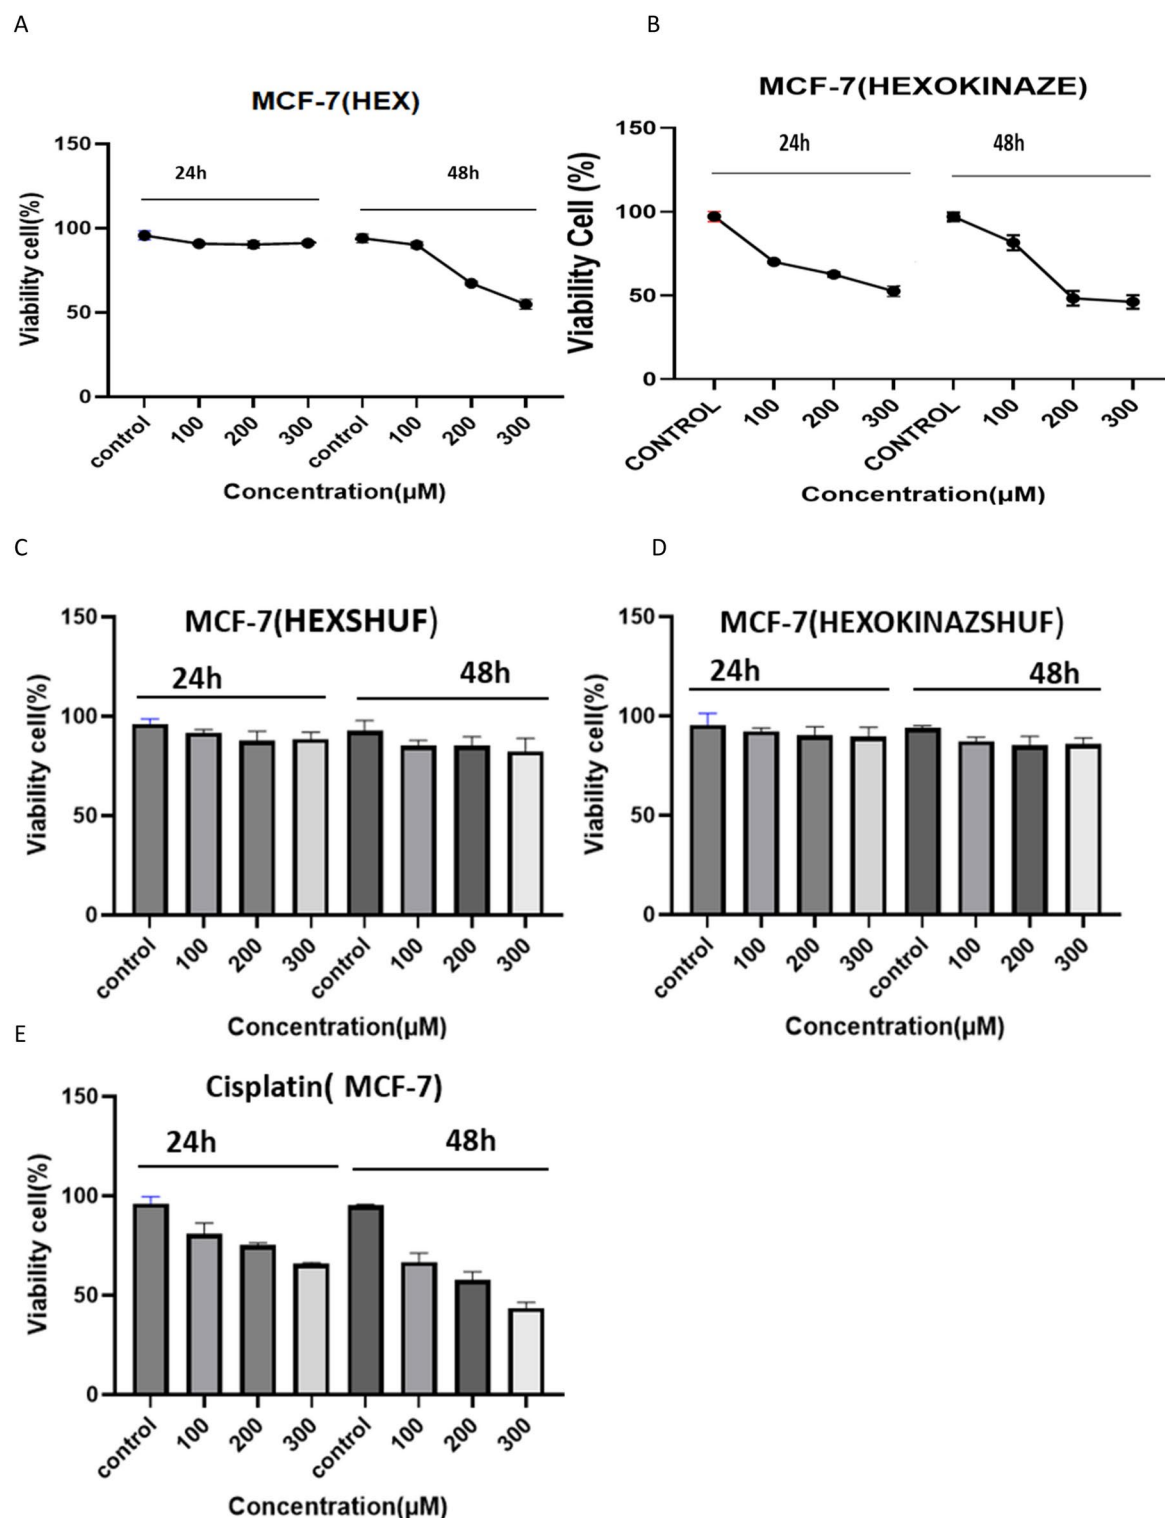 A
B
MCF-7(HEX)
MCF-7(HEXOKINAZE)
Viability cell(%)
150
100
50
0
24h
48h
control
100
200
300
control
100
200
300
Concentration(µM)
Viability Cell (%)
150
100
50
0
24h
48h
CONTROL
100
200
300
CONTROL
100
200
300
Concentration(µM)
C
D
MCF-7(HEXSHUF)
Viability cell(%)
150
100
50
0
24h
48h
control
100
200
300
control
100
200
300
Concentration(µM)
MCF-7(HEXOKINAZSHUF)
Viability cell(%)
150
100
50
0
24h
48h
control
100
200
300
control
100
200
300
Concentration(µM)
E
Cisplatin( MCF-7)
Viability cell(%)
150
100
50
0
24h
48h
control
100
200
300
control
100
200
300
Concentration(µM)